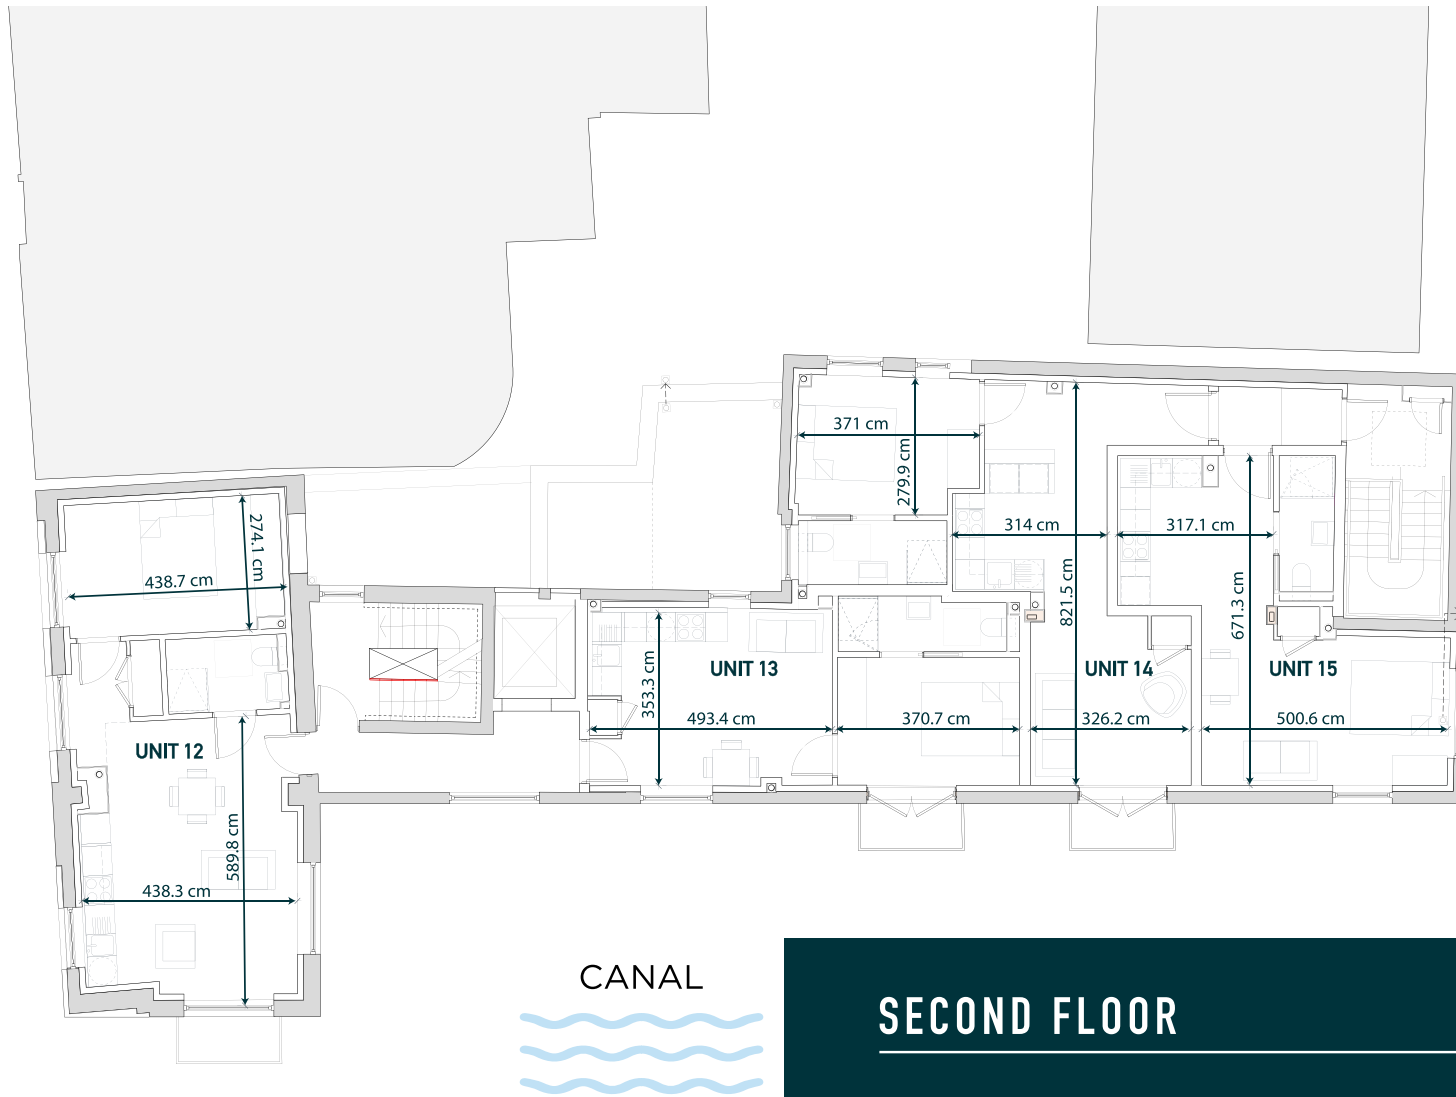 371 cm
279.9 cm
274.1 cm
438.7 cm
314 cm
317.1 cm
821.5 cm
671.3 cm
353.3 cm
UNIT 13
UNIT 14
UNIT 15
493.4 cm
370.7 cm
326.2 cm
500.6 cm
UNIT 12
589.8 cm
438.3 cm
CANAL
SECOND FLOOR